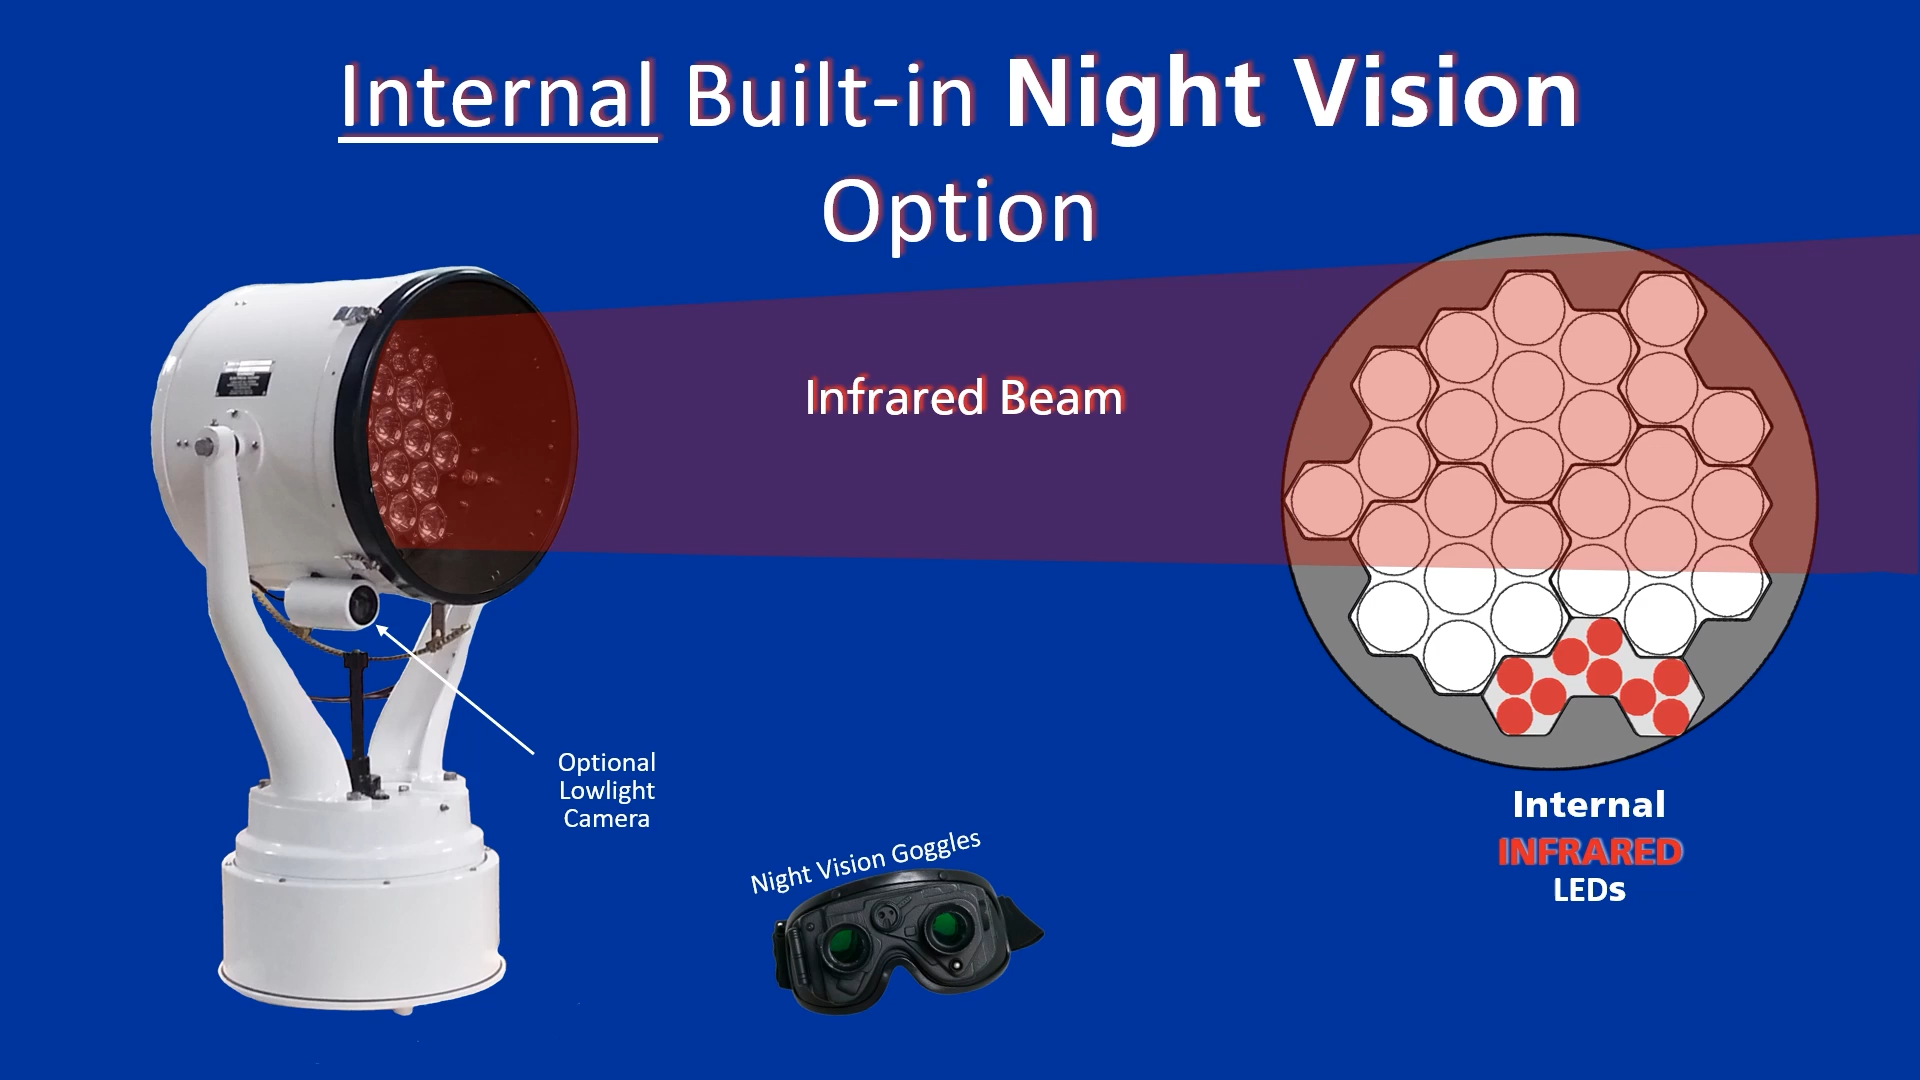 Internal Built-in Night Vision
Option
Infrared Beam
Optional
Lowlight
Camera
Night Vision Goggles
Internal
INFRARED
LEDs